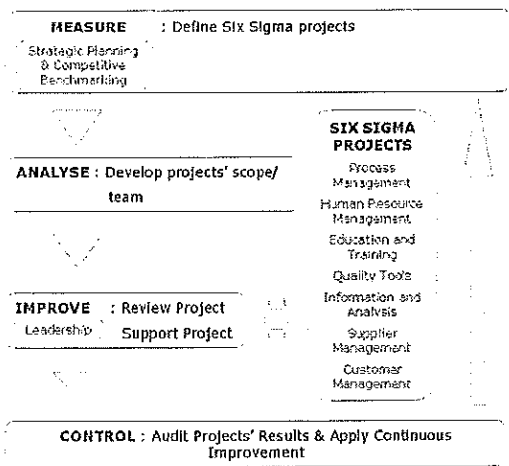 MEASURE : Define Six Sigma projects
Strategic Planning
& Competitive
Benchmarking
SIX SIGMA
PROJECTS
Process
Management
Human Resource
Management
Education and
Training
Quality Tools
Information and
Analysis
Supplier
Management
Customer
Management
ANALYSE : Develop projects' scope/
team
IMPROVE : Review Project
Leadership Support Project
CONTROL : Audit Projects' Results & Apply Continuous
Improvement